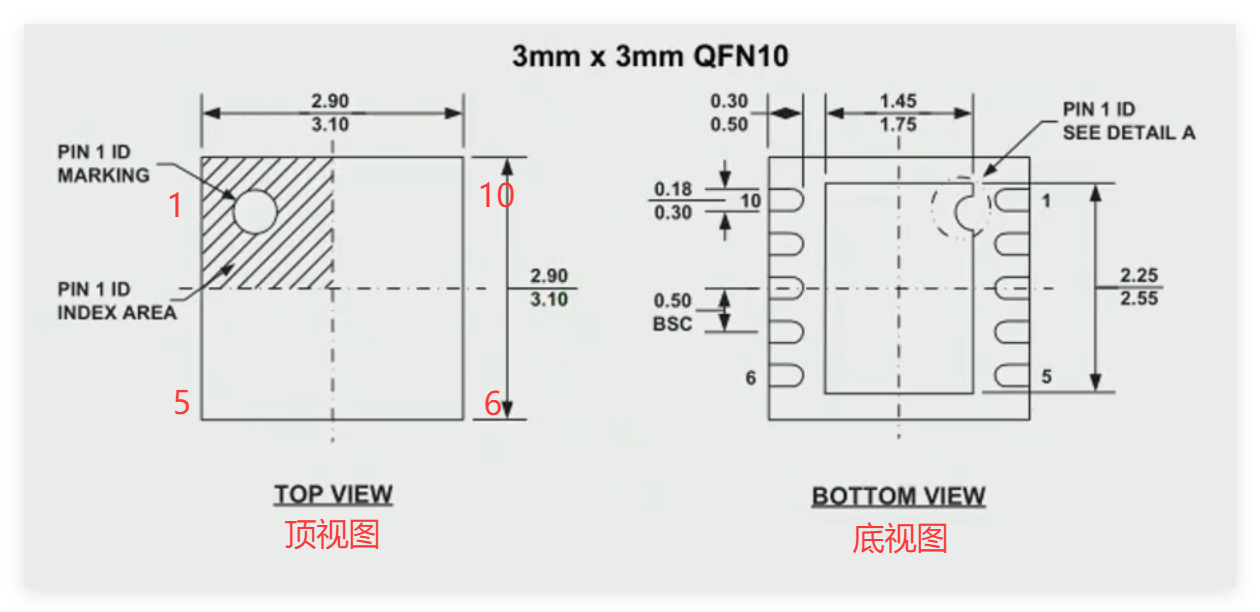 3mm x 3mm QFN10
2.90
3.10
PIN 1 ID
MARKING
1
10
2.90
3.10
PIN 1 ID
INDEX AREA
5
6
TOP VIEW
顶视图
0.30
0.50
1.45
1.75
PIN 1 ID
SEE DETAIL A
0.18
0.30
10
1
2.25
2.55
0.50
BSC
6
5
BOTTOM VIEW
底视图